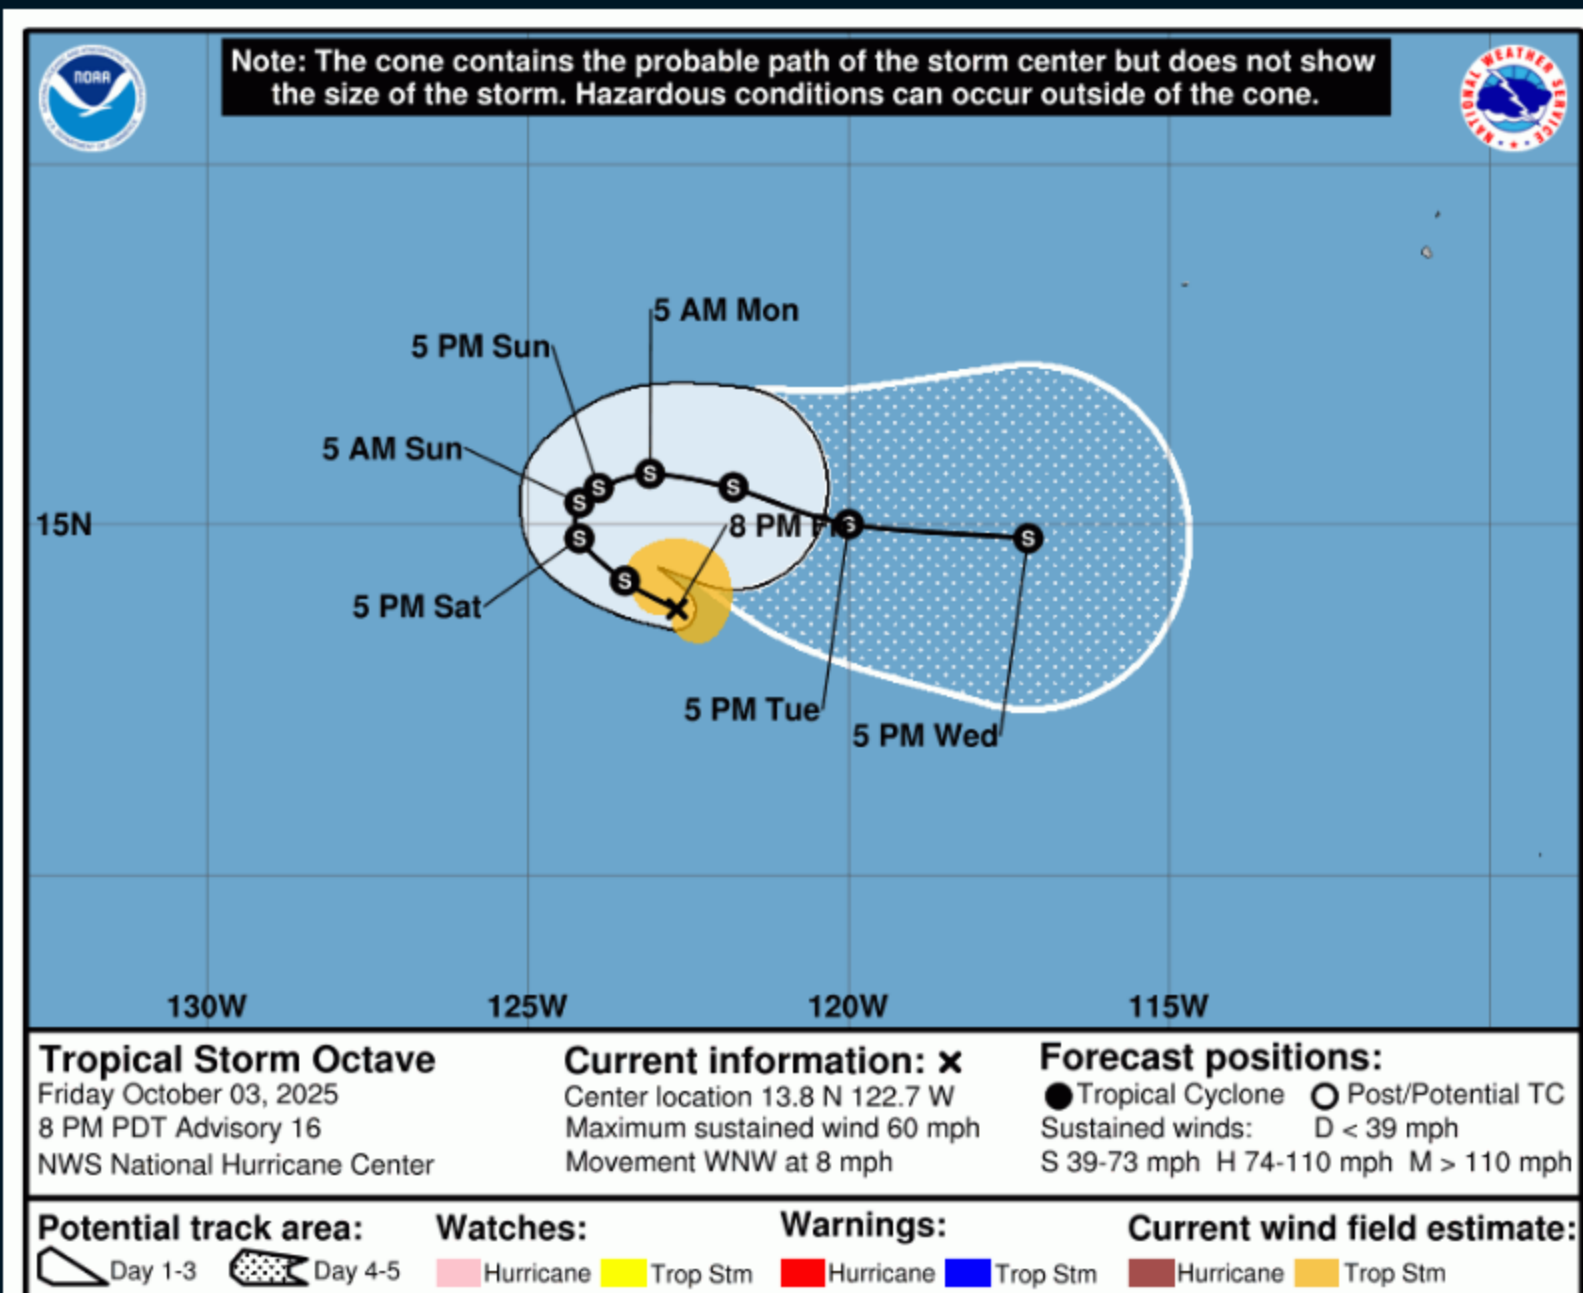 Note: The cone contains the probable path of the storm center but does not show
the size of the storm. Hazardous conditions can occur outside of the cone.
NOAA
NATIONAL WEATHER SERVICE
5 AM Mon
5 PM Sun
5 AM Sun
15N
8 PM Fri
5 PM Sat
5 PM Tue
5 PM Wed
130W 125W 120W 115W
Tropical Storm Octave
Friday October 03, 2025
8 PM PDT Advisory 16
NWS National Hurricane Center
Current information: x
Center location 13.8 N 122.7 W
Maximum sustained wind 60 mph
Movement WNW at 8 mph
Forecast positions:
Tropical Cyclone Post/Potential TC
Sustained winds: D < 39 mph
S 39-73 mph H 74-110 mph M > 110 mph
Potential track area:
Day 1-3 Day 4-5
Watches:
Hurricane Trop Stm
Warnings:
Hurricane Trop Stm
Current wind field estimate:
Hurricane Trop Stm